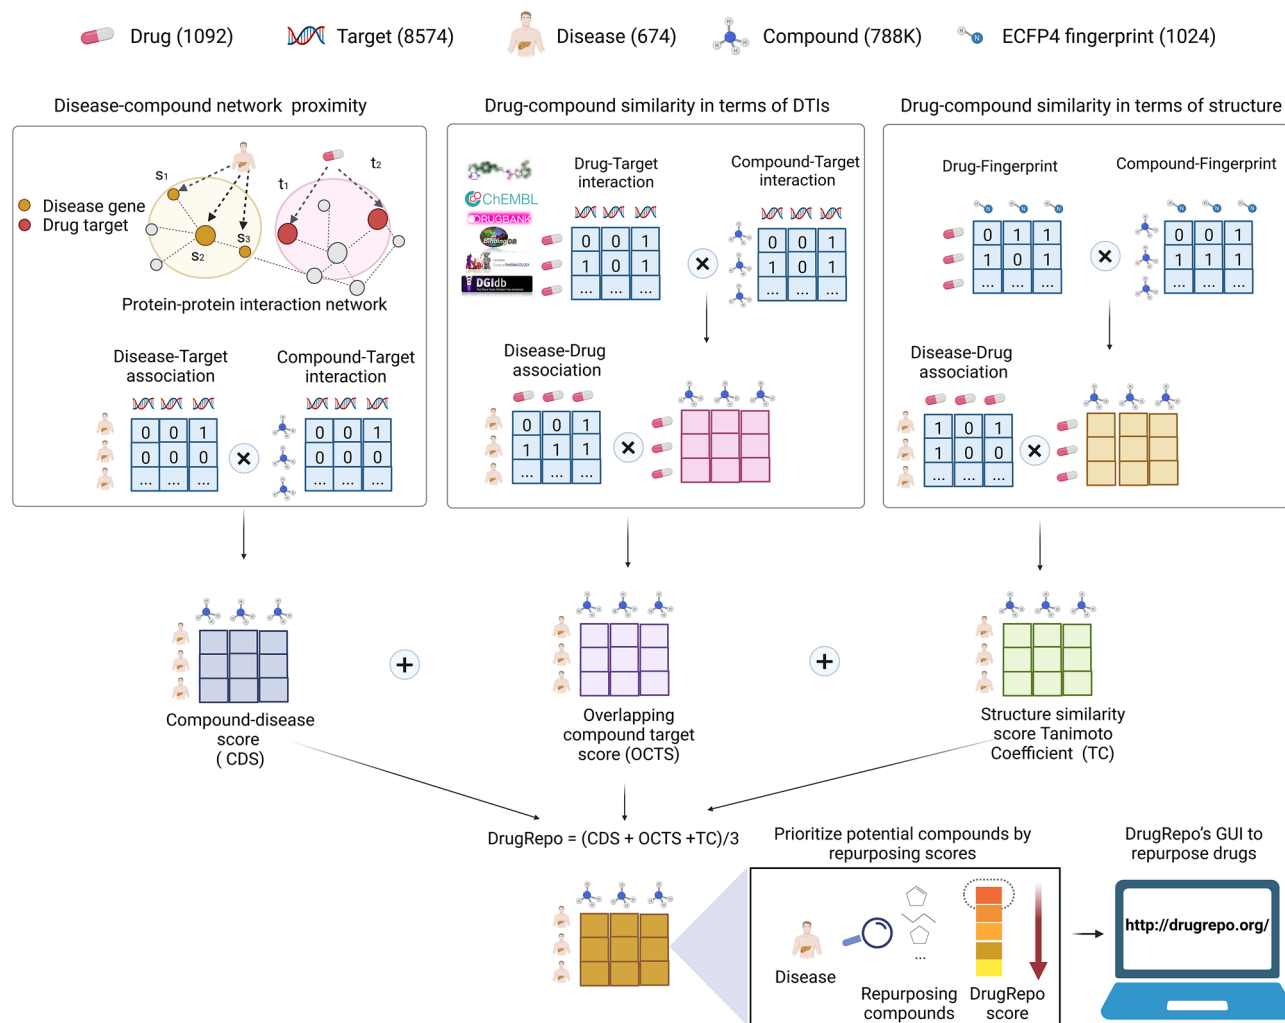 Drug (1092)
Target (8574)
Disease (674)
Compound (788K)
ECFP4 fingerprint (1024)
Disease-compound network proximity
Drug-compound similarity in terms of DTIs
Drug-compound similarity in terms of structure
S1
S2
S3
t1
t2
Disease gene
Drug target
Protein-protein interaction network
Disease-Target
association
Compound-Target
interaction
0 0 1
0 0 0
... ... ...
×
0 0 1
0 0 0
... ... ...
ChEMBL
DRUGBANK
BindingDB
DGIdb
Drug-Target
interaction
Compound-Target
interaction
0 0 1
1 0 1
... ... ...
×
0 0 1
1 0 1
... ... ...
Disease-Drug
association
0 0 1
1 1 1
... ... ...
×
Drug-Fingerprint
Compound-Fingerprint
0 1 1
1 0 1
... ... ...
×
0 0 1
1 1 1
... ... ...
Disease-Drug
association
1 0 1
1 0 0
... ... ...
×
+
+
Compound-disease
score
( CDS)
Overlapping
compound target
score (OCTS)
Structure similarity
score Tanimoto
Coefficient (TC)
DrugRepo = (CDS + OCTS +TC)/3
Prioritize potential compounds by
repurposing scores
Disease
...
Repurposing
compounds
DrugRepo
score
DrugRepo's GUI to
repurpose drugs
http://drugrepo.org/